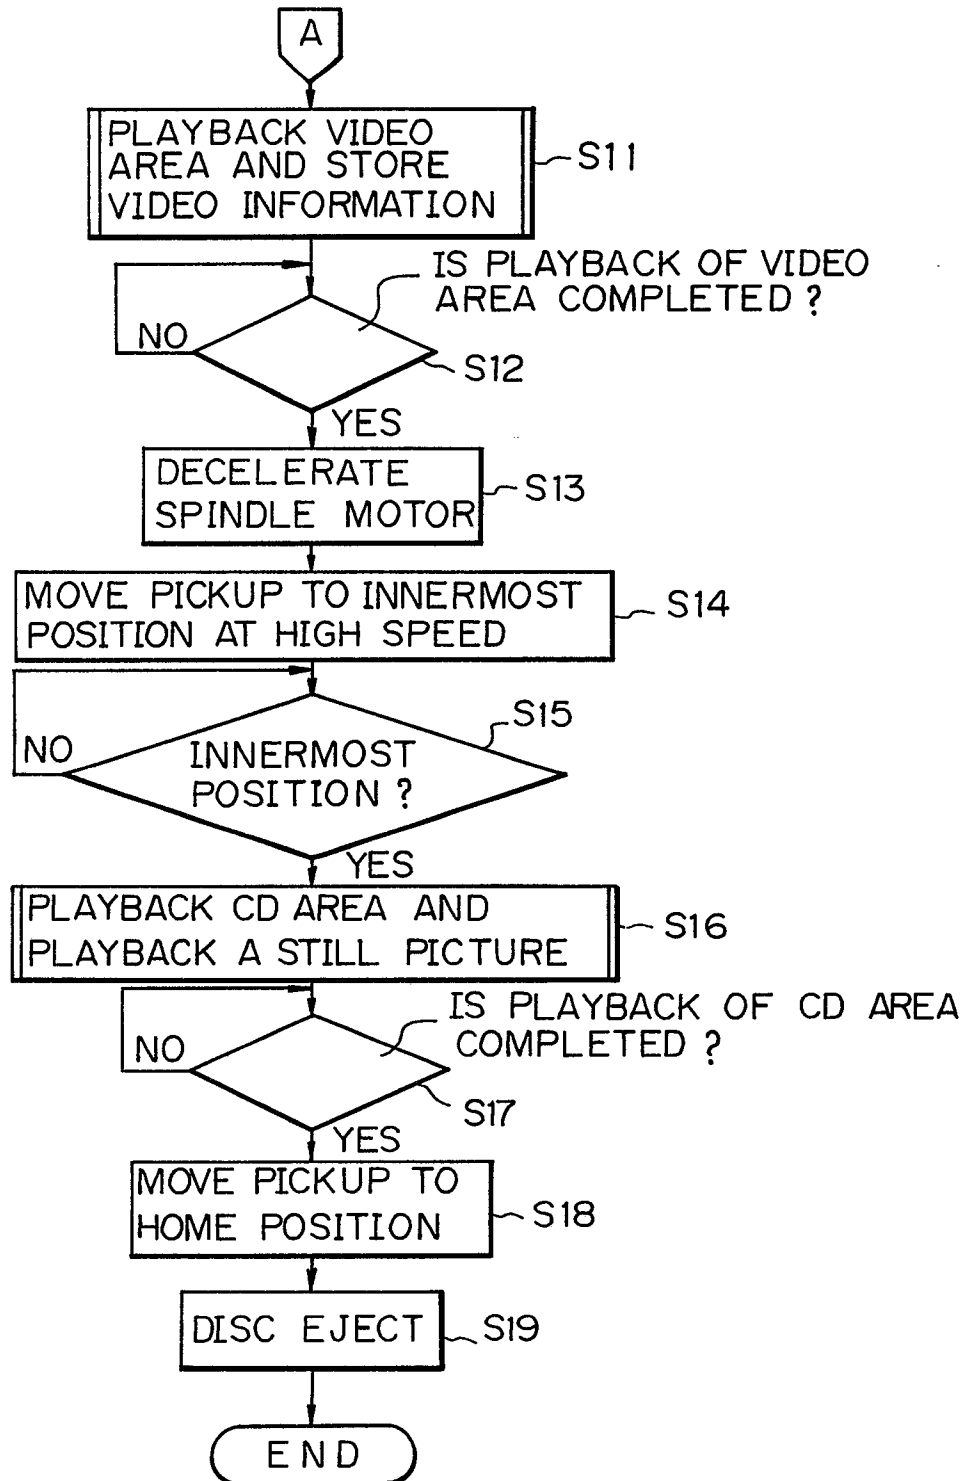 A
PLAYBACK VIDEO
AREA AND STORE
VIDEO INFORMATION
S11
IS PLAYBACK OF VIDEO
AREA COMPLETED ?
NO
S12
YES
DECELERATE
SPINDLE MOTOR
S13
MOVE PICKUP TO INNERMOST
POSITION AT HIGH SPEED
S14
S15
NO
INNERMOST
POSITION ?
YES
PLAYBACK CD AREA AND
PLAYBACK A STILL PICTURE
S16
IS PLAYBACK OF CD AREA
COMPLETED ?
NO
S17
YES
MOVE PICKUP TO
HOME POSITION
S18
DISC EJECT
S19
END